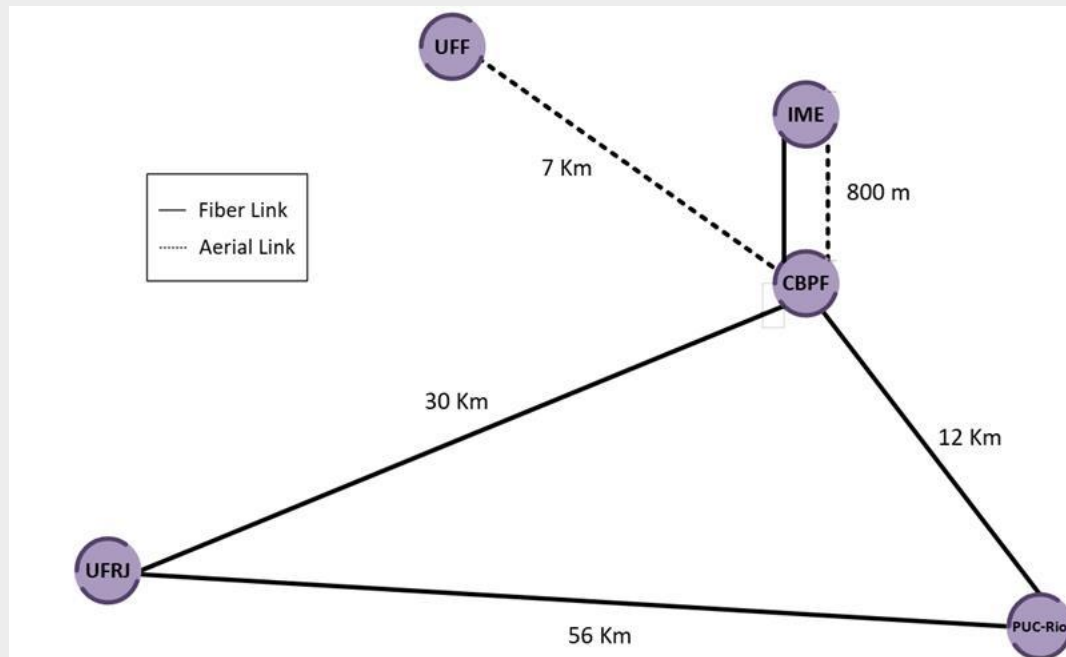 UFF
IME
7 Km
800 m
Fiber Link
Aerial Link
CBPF
30 Km
12 Km
UFRJ
PUC-Rio
56 Km